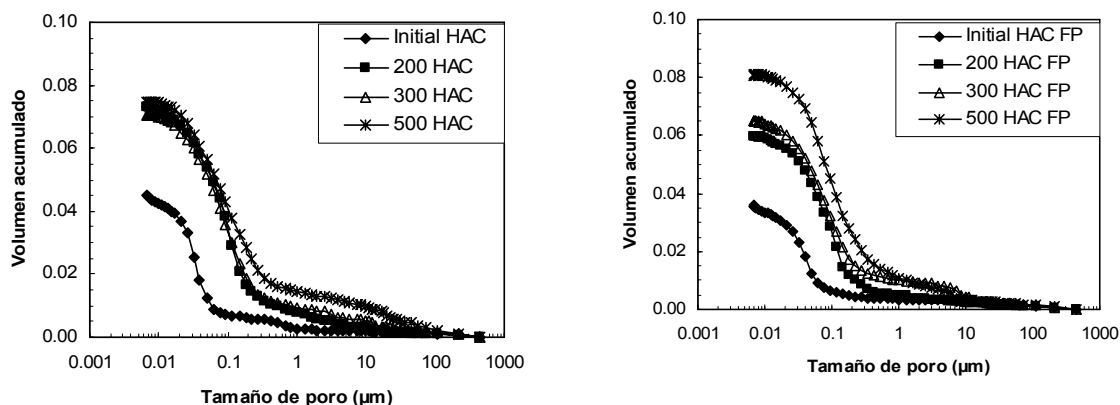 0.10
0.08
0.06
0.04
0.02
0.00
Volumen acumulado
Initial HAC
200 HAC
300 HAC
500 HAC
0.001 0.01 0.1 1 10 100 1000
Tamaño de poro (µm)
0.10
0.08
0.06
0.04
0.02
0.00
Volumen acumulado
Initial HAC FP
200 HAC FP
300 HAC FP
500 HAC FP
0.001 0.01 0.1 1 10 100 1000
Tamaño de poro (µm)